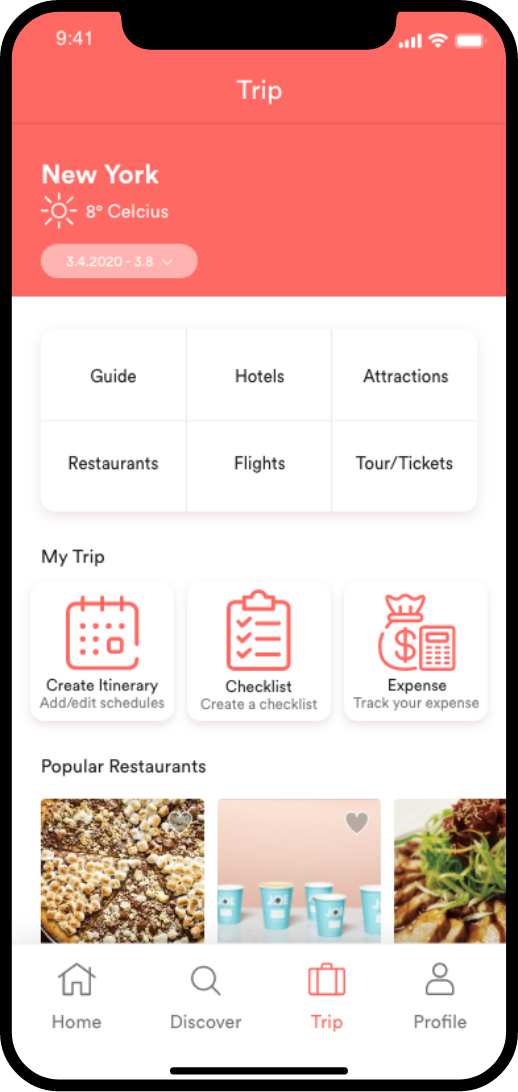 9:41
Trip
New York
8° Celcius
3.4.2020 - 3.8
Guide
Hotels
Attractions
Restaurants
Flights
Tour/Tickets
My Trip
Create Itinerary
Add/edit schedules
Checklist
Create a checklist
Expense
Track your expense
Popular Restaurants
Home
Discover
Trip
Profile